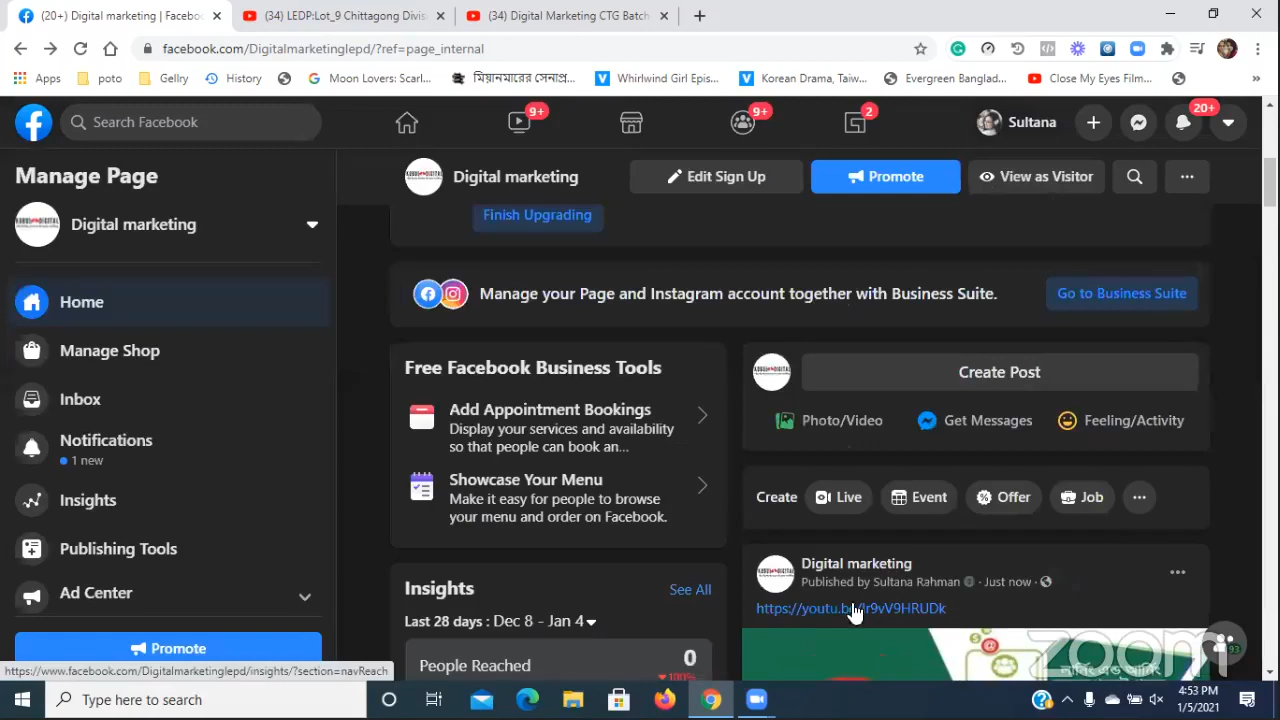 (20+) Digital marketing | Facebo
(34) LEDP:Lot_9 Chittagong Divis
(34) Digital Marketing CTG Batch
facebook.com/Digitalmarketinglepd/?ref=page_internal
Apps
poto
Gellry
History
Moon Lovers: Scarl...
মিয়ানমারের সেনাপ্র...
Whirlwind Girl Epis...
Korean Drama, Taiw...
Evergreen Banglad...
Close My Eyes Film...
Search Facebook
9+
9+
2
Sultana
20+
Manage Page
Digital marketing
Edit Sign Up
Promote
View as Visitor
Digital marketing
Finish Upgrading
Manage your Page and Instagram account together with Business Suite.
Go to Business Suite
Home
Manage Shop
Inbox
Notifications
1 new
Insights
Publishing Tools
Ad Center
Promote
Free Facebook Business Tools
Add Appointment Bookings
Display your services and availability
so that people can book an...
Showcase Your Menu
Make it easy for people to browse
your menu and order on Facebook.
Insights
See All
Last 28 days : Dec 8 - Jan 4
People Reached
0
100%
Create Post
Photo/Video
Get Messages
Feeling/Activity
Create
Live
Event
Offer
Job
Digital marketing
Published by Sultana Rahman · Just now ·
zoom
93
https://www.facebook.com/Digitalmarketinglepd/insights/?section=navReach
Type here to search
4:53 PM
1/5/2021